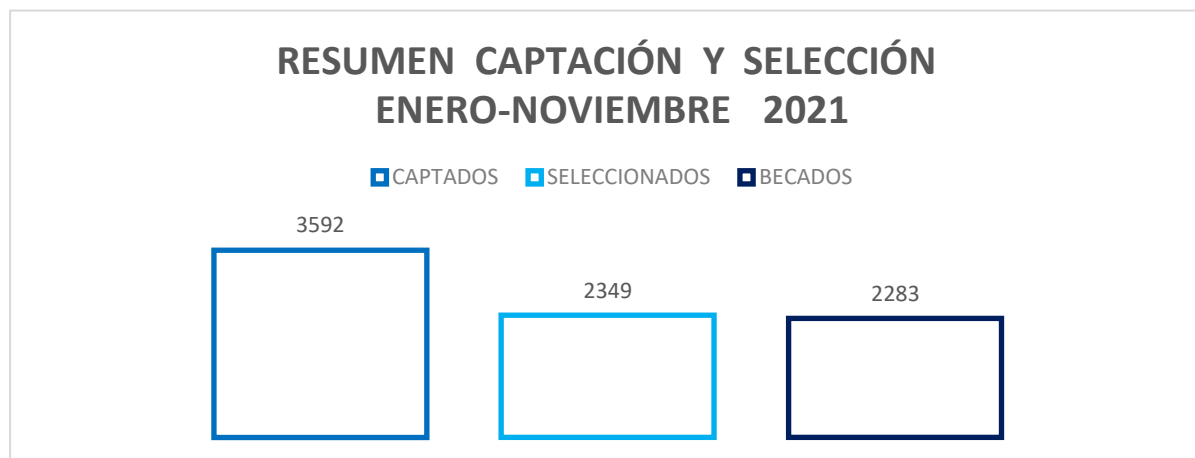 RESUMEN CAPTACIÓN Y SELECCIÓN
ENERO-NOVIEMBRE 2021
CAPTADOS SELECCIONADOS BECADOS
3592
2349
2283